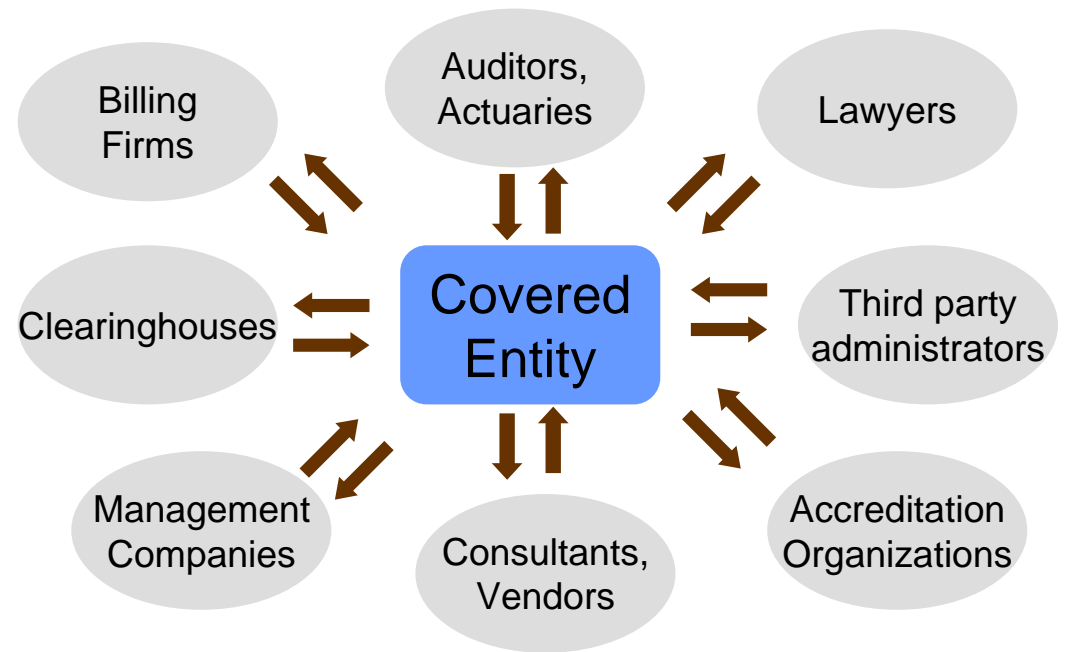 Auditors,
Actuaries
Billing
Firms
Lawyers
Covered
Entity
Clearinghouses
Third party
administrators
Management
Companies
Consultants,
Vendors
Accreditation
Organizations